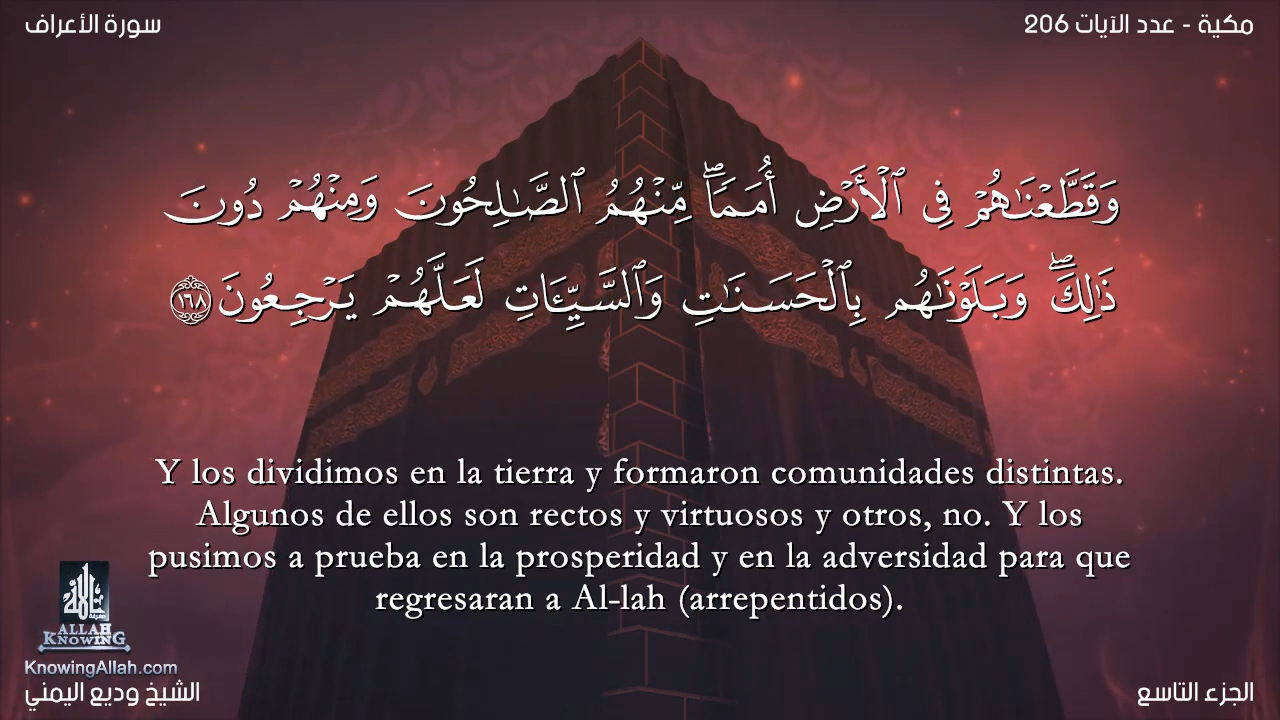 سورة الأعراف
مكية - عدد الآيات 206
وَقَطَّعْنَٰهُمْ فِى ٱلْأَرْضِ أُمَمًۭا ۖ مِّنْهُمُ ٱلصَّٰلِحُونَ وَمِنْهُمْ دُونَ
ذَٰلِكَ ۖ وَبَلَوْنَٰهُم بِٱلْحَسَنَٰتِ وَٱلسَّيِّـَٔاتِ لَعَلَّهُمْ يَرْجِعُونَ ١٦٨
Y los dividimos en la tierra y formaron comunidades distintas.
Algunos de ellos son rectos y virtuosos y otros, no. Y los
pusimos a prueba en la prosperidad y en la adversidad para que
regresaran a Al-lah (arrepentidos).
ALLAH
KNOWING
KnowingAllah.com
الشيخ وديع اليمني
الجزء التاسع